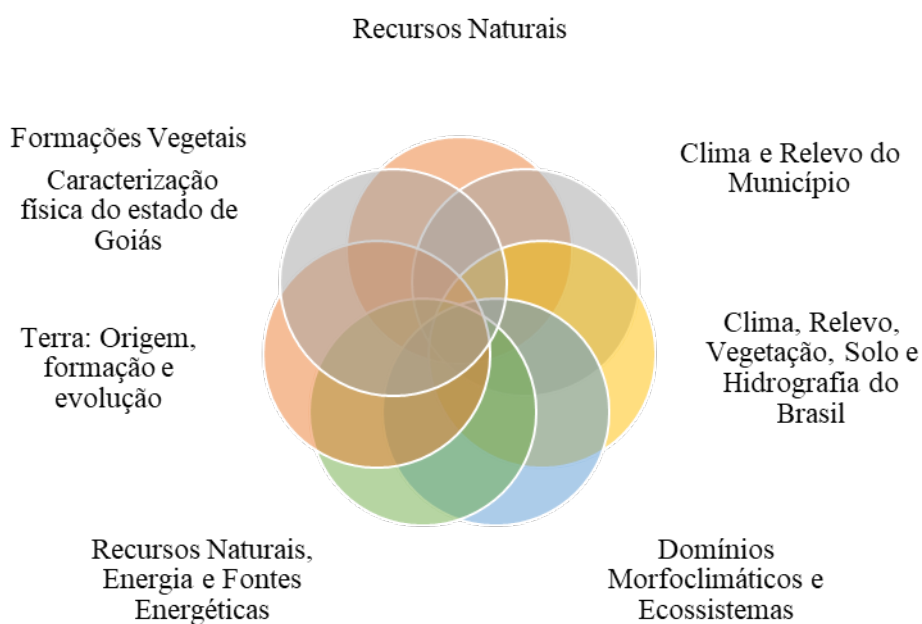 Recursos Naturais
Formações Vegetais
Caracterização
física do estado de
Goiás
Clima e Relevo do
Município
Terra: Origem,
formação e
evolução
Clima, Relevo,
Vegetação, Solo e
Hidrografia do
Brasil
Recursos Naturais,
Energia e Fontes
Energéticas
Domínios
Morfoclimáticos e
Ecossistemas